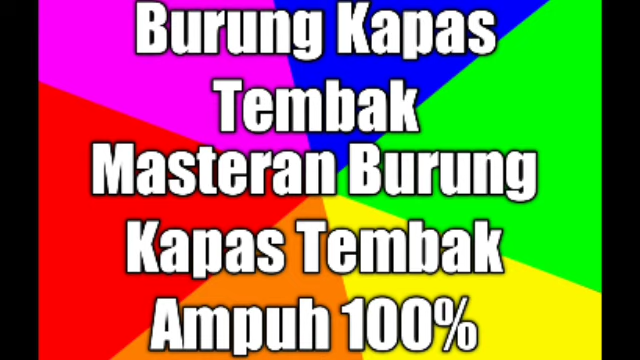 Burung Kapas
Tembak
Masteran Burung
Kapas Tembak
Ampuh 100%